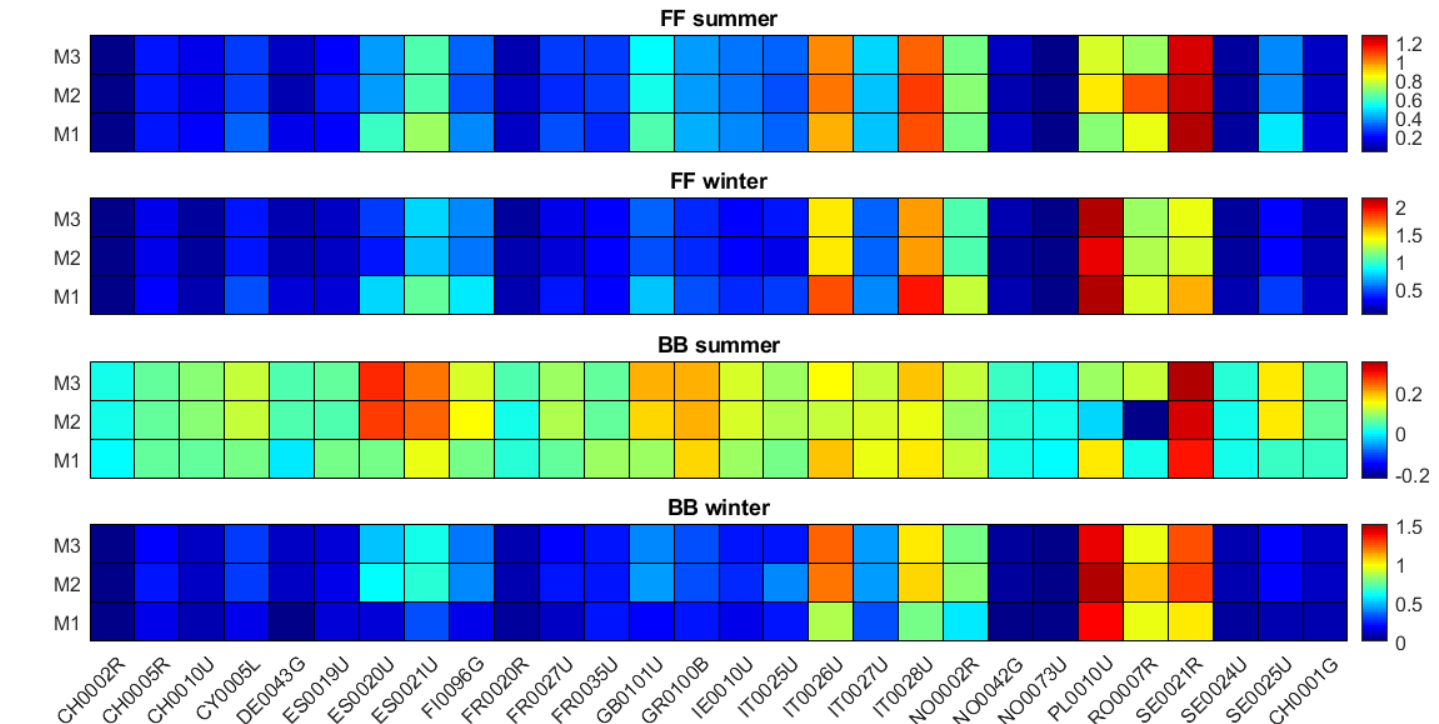 FF summer
M3
M2
M1
1.2
1
0.8
0.6
0.4
0.2
FF winter
M3
M2
M1
2
1.5
1
0.5
BB summer
M3
M2
M1
0.2
0
-0.2
BB winter
M3
M2
M1
1.5
1
0.5
0
CH0002R
CH0005R
CH0010U
CY0005L
DE0043G
ES0019U
ES0020U
ES0021U
FI0096G
FR0020R
FR0027U
FR0035U
GB0101U
GR0100B
IE0010U
IT0025U
IT0026U
IT0027U
IT0028U
NO0002R
NO0042G
NO0073U
PL0010U
RO0007R
SE0021R
SE0024U
SE0025U
CH0001G